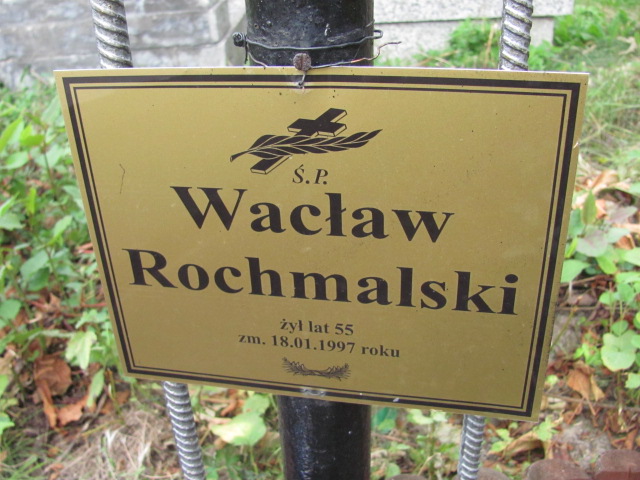 Ś.P.
Wacław
Rochmalski
żył lat 55
zm. 18.01.1997 roku